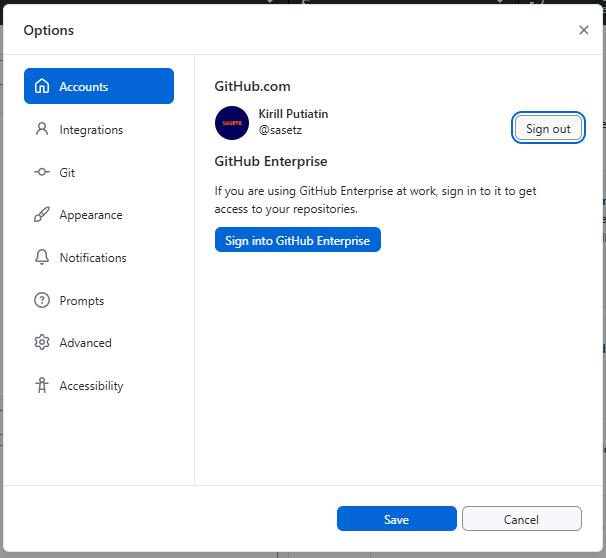 Options
Accounts
Integrations
Git
Appearance
Notifications
Prompts
Advanced
Accessibility
GitHub.com
SASETZ
Kirill Putiatin
@sasetz
Sign out
GitHub Enterprise
If you are using GitHub Enterprise at work, sign in to it to get
access to your repositories.
Sign into GitHub Enterprise
Save
Cancel